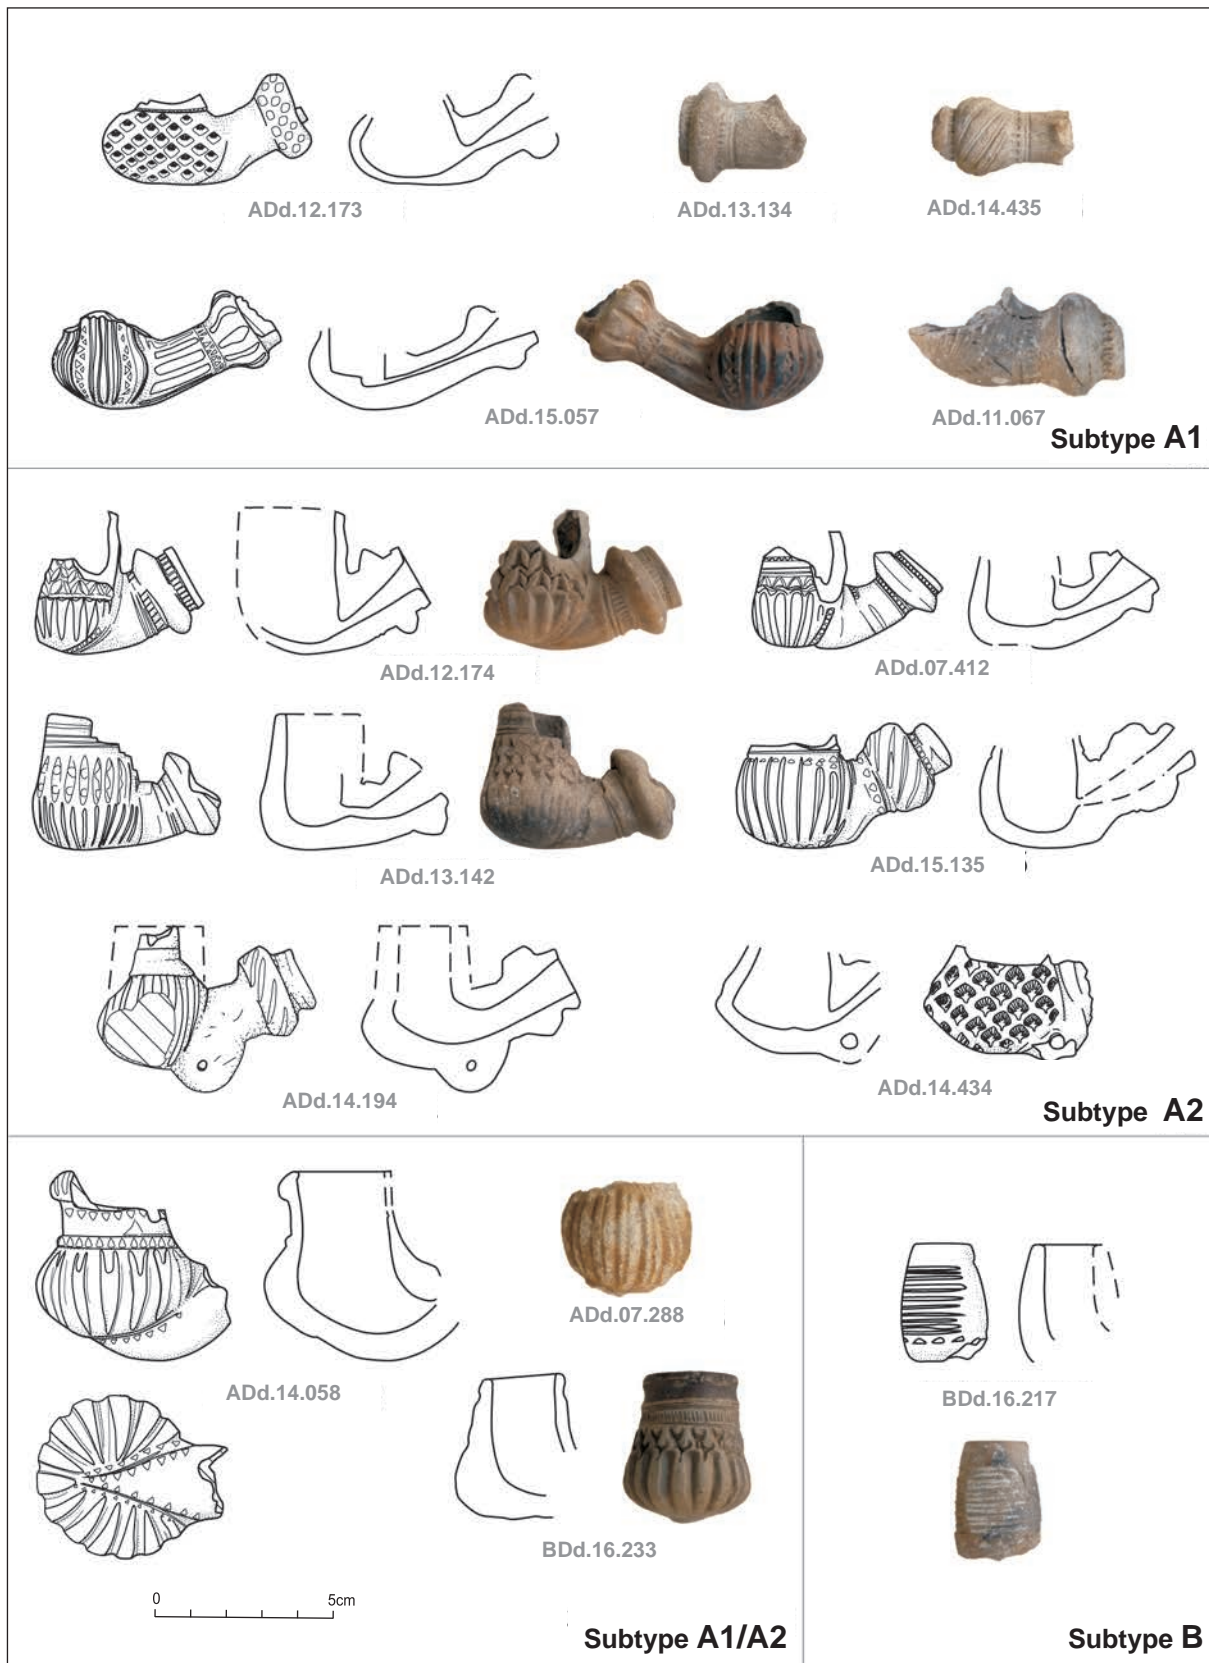 ADd.12.173
ADd.13.134
ADd.14.435
ADd.15.057
ADd.11.067
Subtype A1
ADd.12.174
ADd.07.412
ADd.13.142
ADd.15.135
ADd.14.194
ADd.14.434
Subtype A2
ADd.14.058
ADd.07.288
BDd.16.233
0 5cm
Subtype A1/A2
BDd.16.217
Subtype B